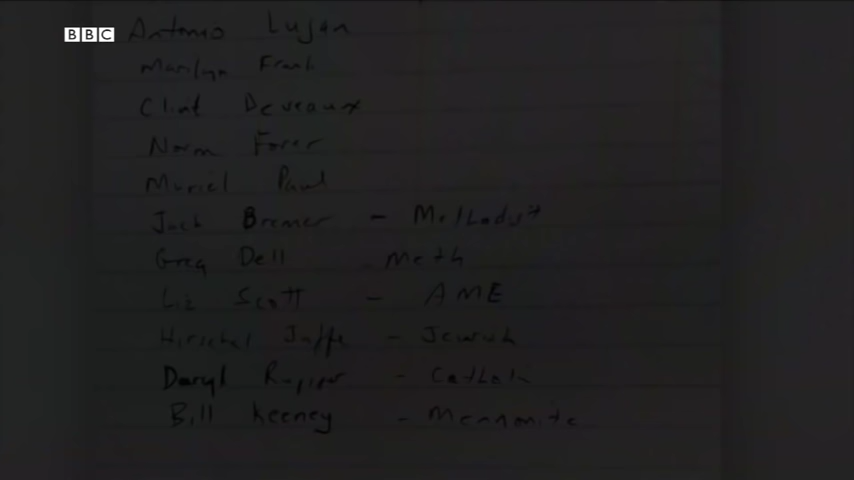 BBC
Antonio Lujan
Marilyn Frank
Clint Deveaux
Norm Forer
Muriel Paul
Jack Bremer - Methodist
Greg Dell Meth
Liz Scott - AME
Hirschel Jaffe - Jewish
Daryl - Catholic
Bill Keeney - Mennonite